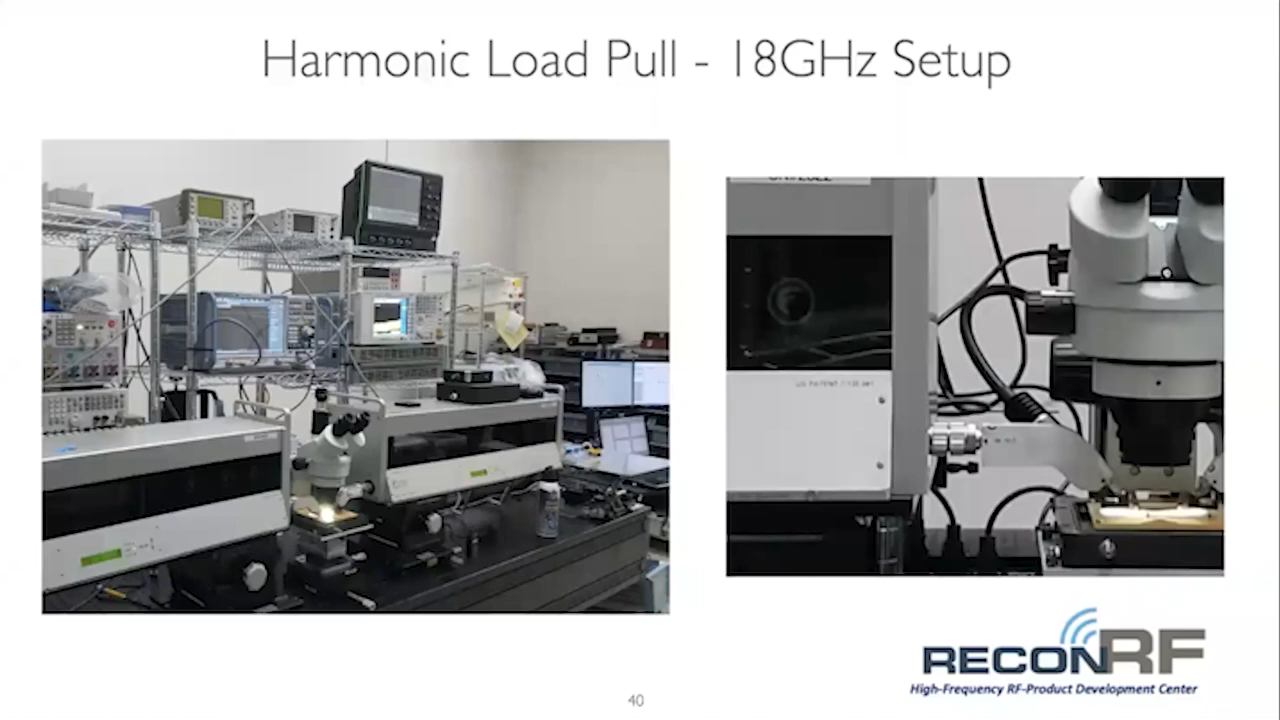 Harmonic Load Pull - 18GHz Setup
RECONRF
High-Frequency RF-Product Development Center
40